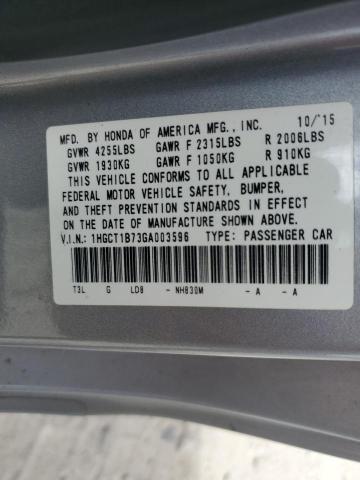 MFD. BY HONDA OF AMERICA MFG., INC. 10/15
GVWR 4255LBS GAWR F 2315LBS R 2006LBS
GVWR 1930KG GAWR F 1050KG R 910KG
THIS VEHICLE CONFORMS TO ALL APPLICABLE
FEDERAL MOTOR VEHICLE SAFETY, BUMPER,
AND THEFT PREVENTION STANDARDS IN EFFECT
ON THE DATE OF MANUFACTURE SHOWN ABOVE.
V.I.N.: 1HGCT1B73GA003596 TYPE: PASSENGER CAR
T3L G LD8 - NH830M - A - A